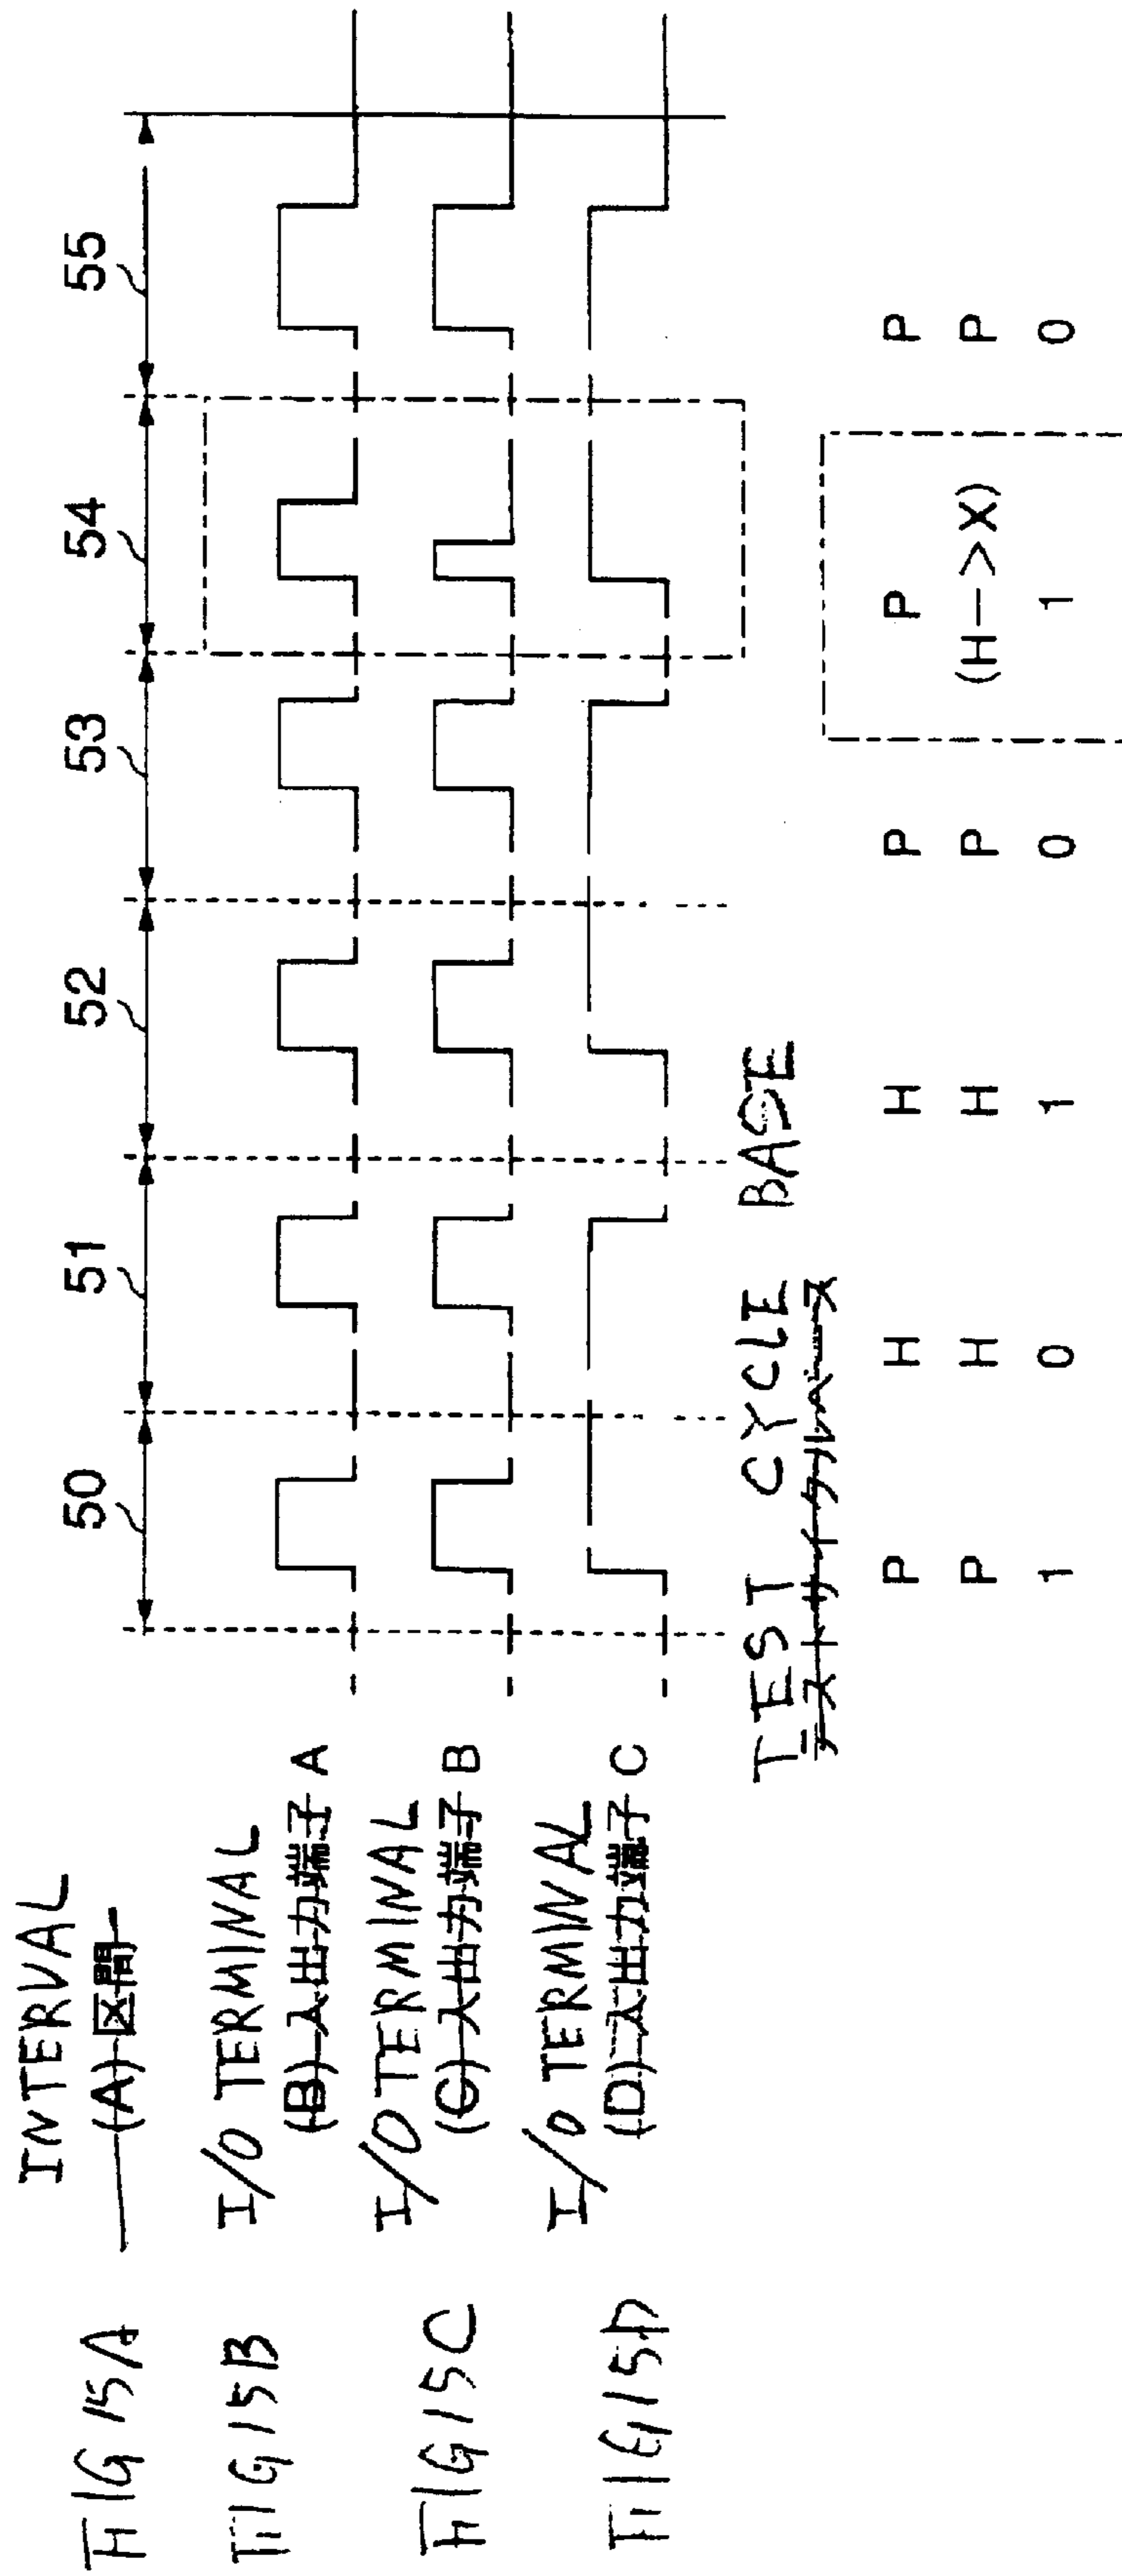 50 51 52 53 54 55
FIG 15A
INTERVAL
(A) 区間
FIG 15B
I/O TERMINAL
(B) 入出力端子 A
FIG 15C
I/O TERMINAL
(C) 入出力端子 B
FIG 15D
I/O TERMINAL
(D) 入出力端子 C
TEST CYCLE BASE
テストサイクルベース
P H H P P P
P H H P (H—>X) P
1 0 1 0 1 0